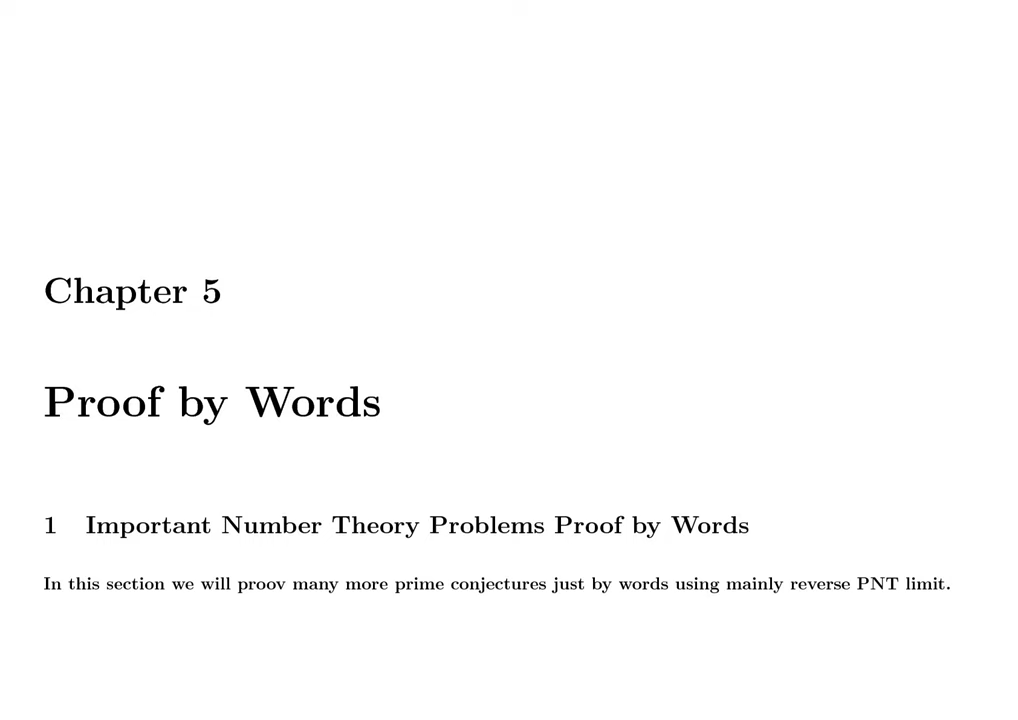 Chapter 5
Proof by Words
1 Important Number Theory Problems Proof by Words
In this section we will proov many more prime conjectures just by words using mainly reverse PNT limit.